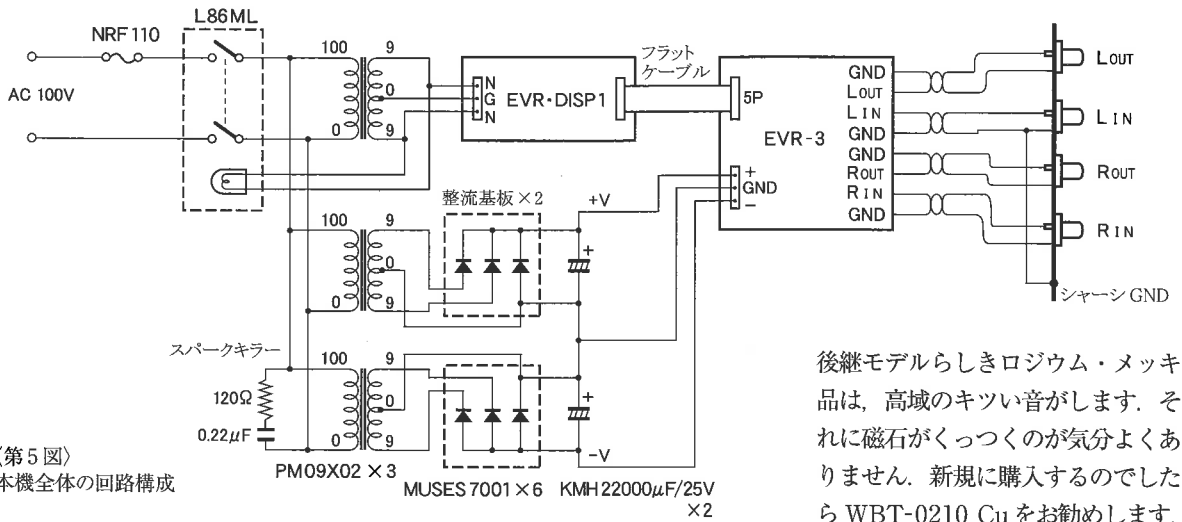 L86ML
NRF110
AC 100V
100 9
0
0 9
N
G
N
EVR・DISP1
フラット
ケーブル
5P
EVR-3
+
GND
−
GND
LOUT
LIN
GND
GND
ROUT
RIN
GND
LOUT
LIN
ROUT
RIN
シャーシGND
整流基板×2
+V
100 9
0
0 9
+
スパークキラー
120Ω
0.22μF
100 9
0
0 9
+
−V
PM09X02×3
MUSES7001×6
KMH22000μF/25V
×2
〈第5図〉
本機全体の回路構成
後継モデルらしきロジウム・メッキ
品は，高域のキツい音がします．そ
れに磁石がくっつくのが気分よくあ
りません．新規に購入するのでした
ら WBT-0210 Cu をお勧めします．